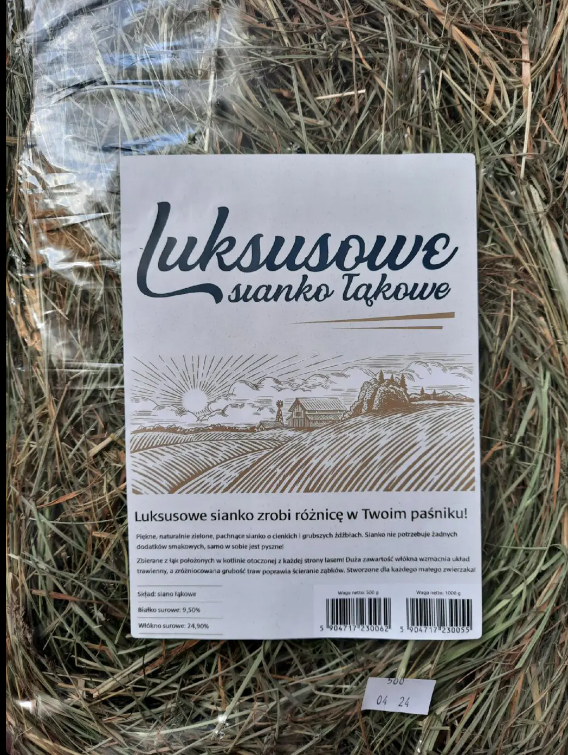 Luksusowe
sianko łąkowe
Luksusowe sianko zrobi różnicę w Twoim paśniku!
Piękne, naturalnie zielone, pachnące sianko o cienkich i grubszych źdźbłach. Sianko nie potrzebuje żadnych
dodatków smakowych, samo w sobie jest pyszne!
Zbierane z łąk położonych w kotlinie otoczonej z każdej strony lasem! Duża zawartość włókna wzmacnia układ
trawienny, a zróżnicowana grubość traw poprawia ścieranie ząbków. Stworzone dla każdego małego zwierzaka!
Skład: siano łąkowe
Białko surowe: 9,50%
Włókno surowe: 24,90%
Waga netto: 500 g
5 904717 230062
Waga netto: 1000 g
5 904717 230055
500
04 24